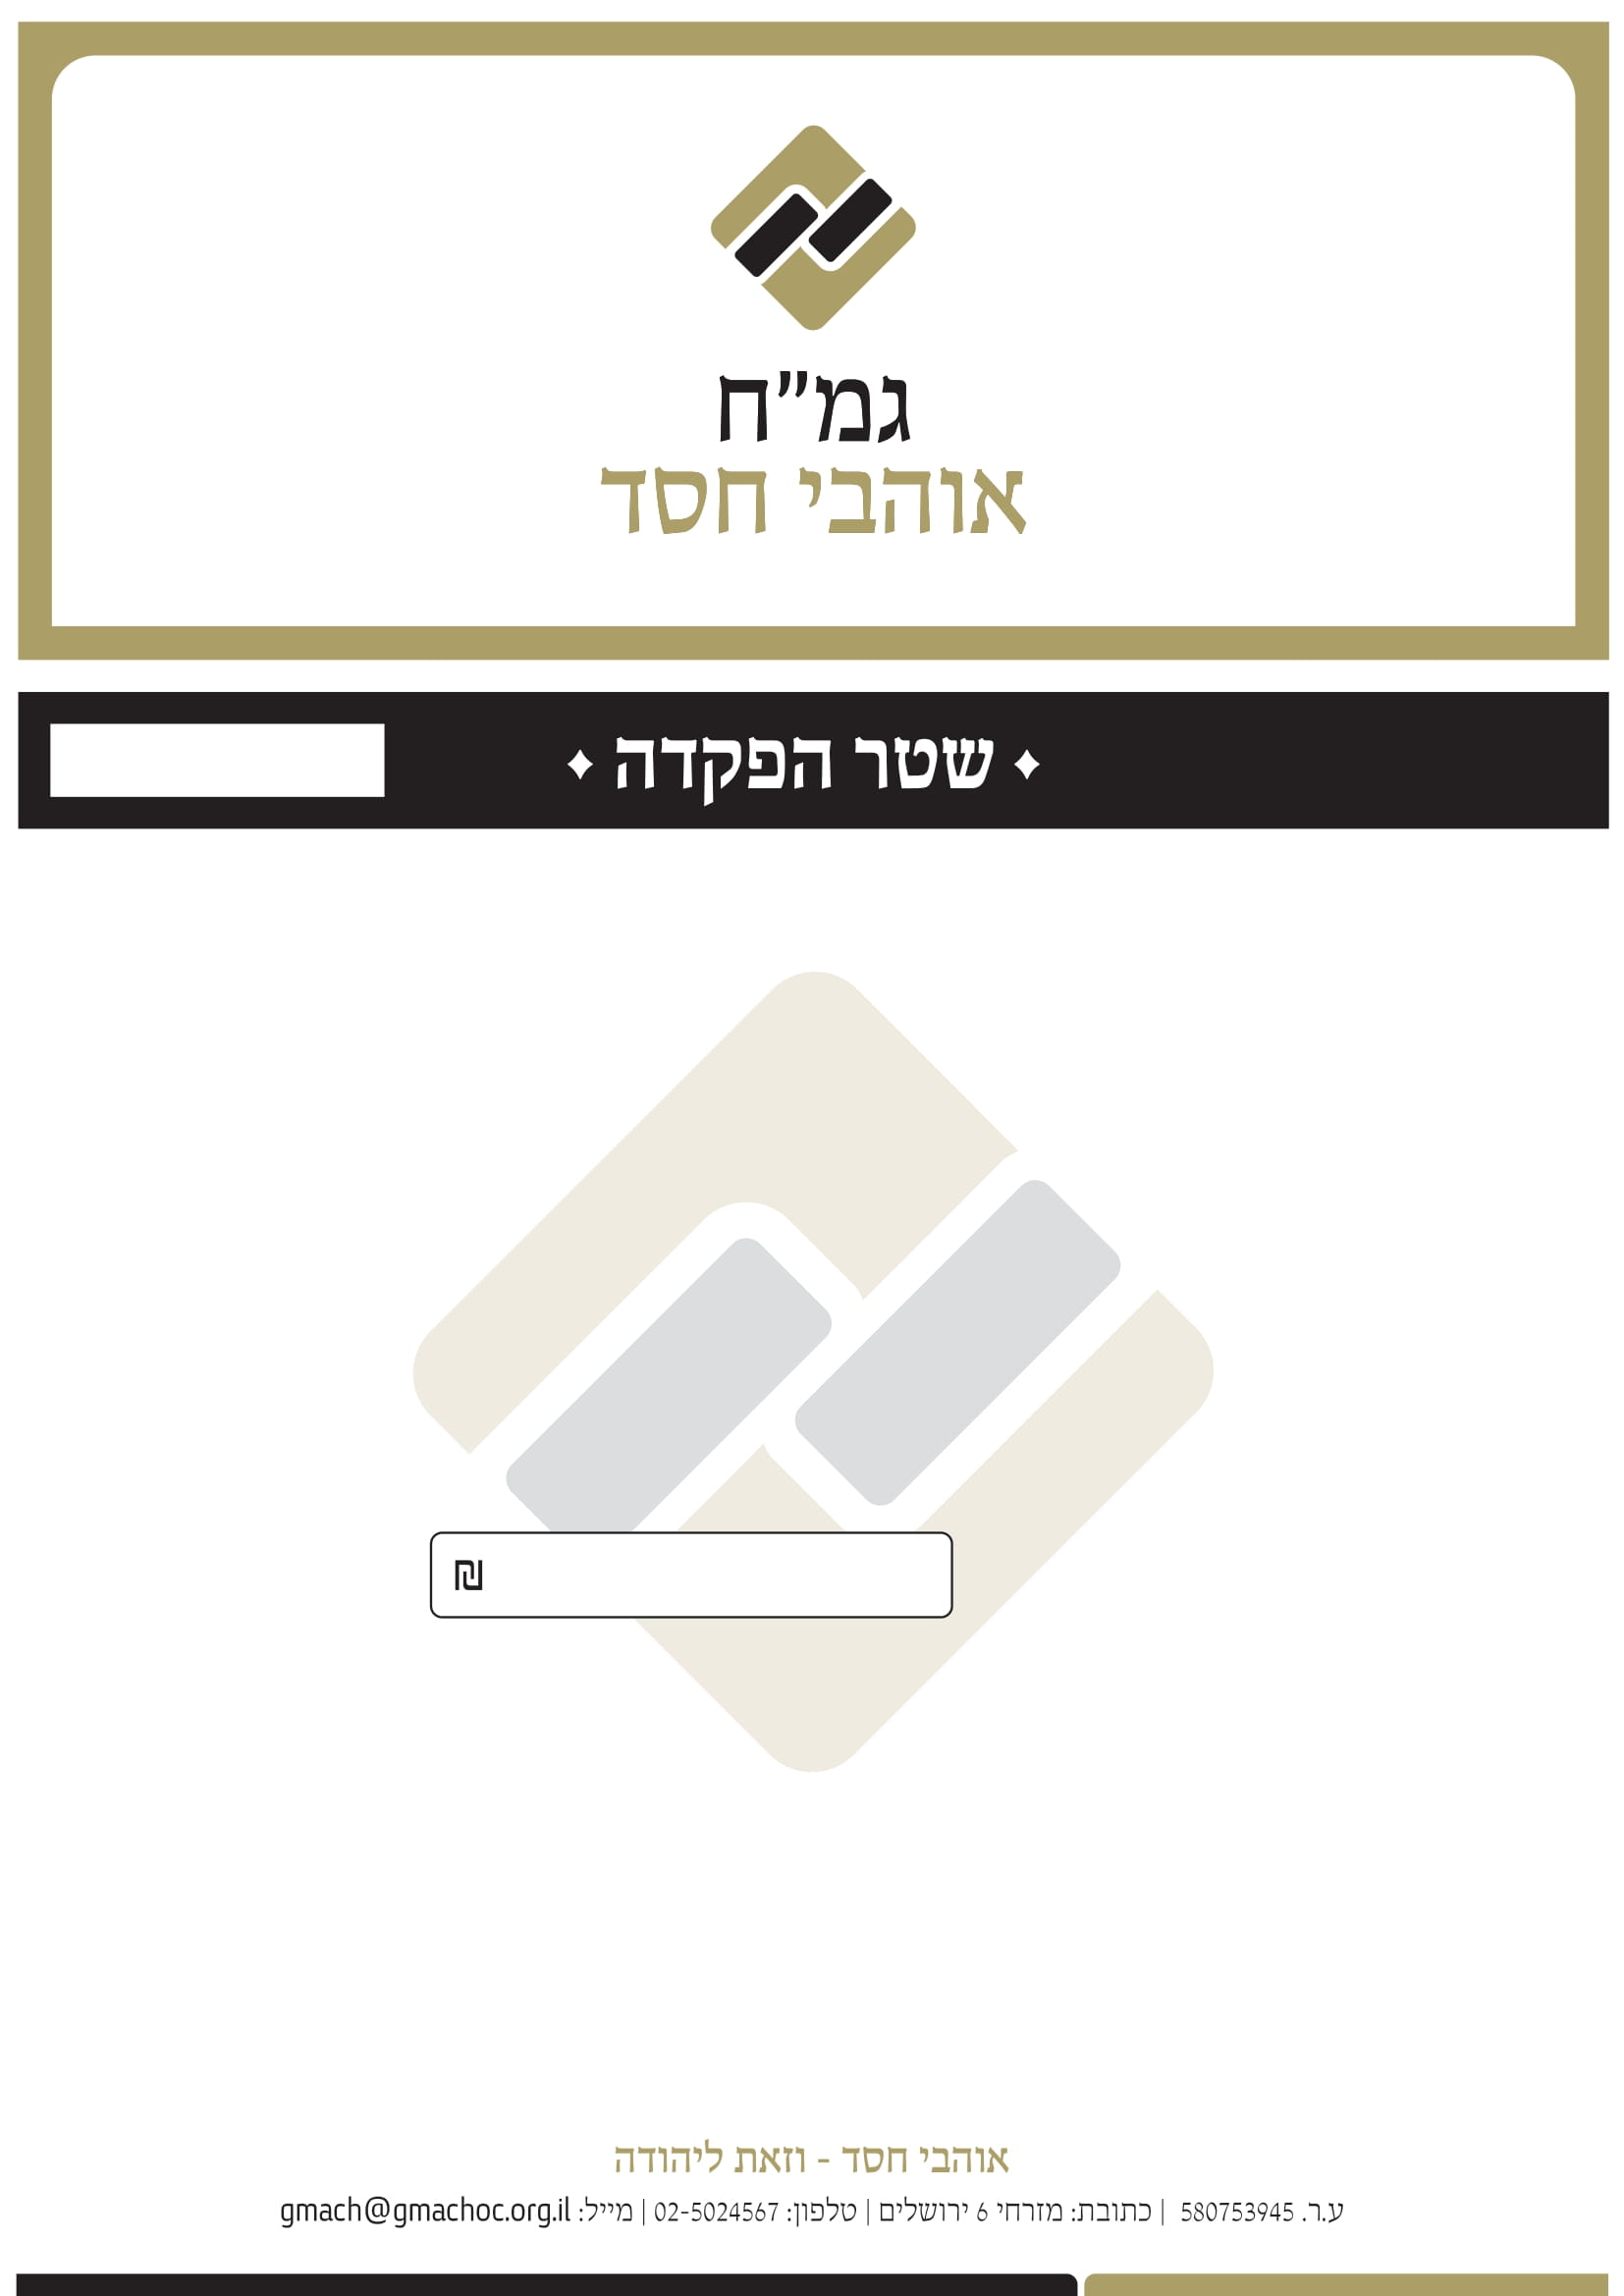 גמ"ח
אוהבי חסד
שטר הפקדה
₪
אוהבי חסד - וזאת ליהודה
ע.ר. 580753945 | כתובת: מזרחי 6 ירושלים | טלפון: 02-5024567 | מייל: gmach@gmachoc.org.il